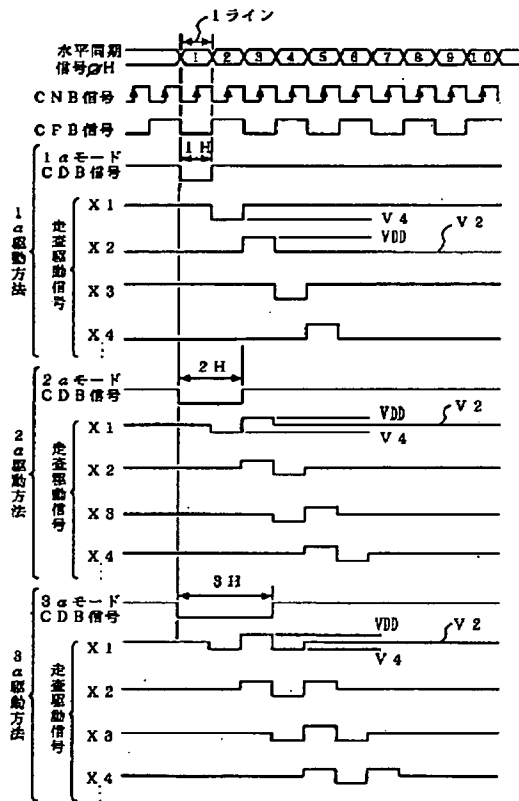 1ライン
水平同期
信号φH
1 2 3 4 5 6 7 8 9 10
CNB信号
CFB信号
1H
1αモード
CDB信号
1α駆動方法
走査駆動信号
X1
V4
VDD
V2
X2
X3
X4
⋮
2H
2αモード
CDB信号
2α駆動方法
走査駆動信号
X1
VDD
V2
V4
X2
X3
X4
⋮
3H
3αモード
CDB信号
3α駆動方法
走査駆動信号
X1
VDD
V2
V4
X2
X3
X4
⋮